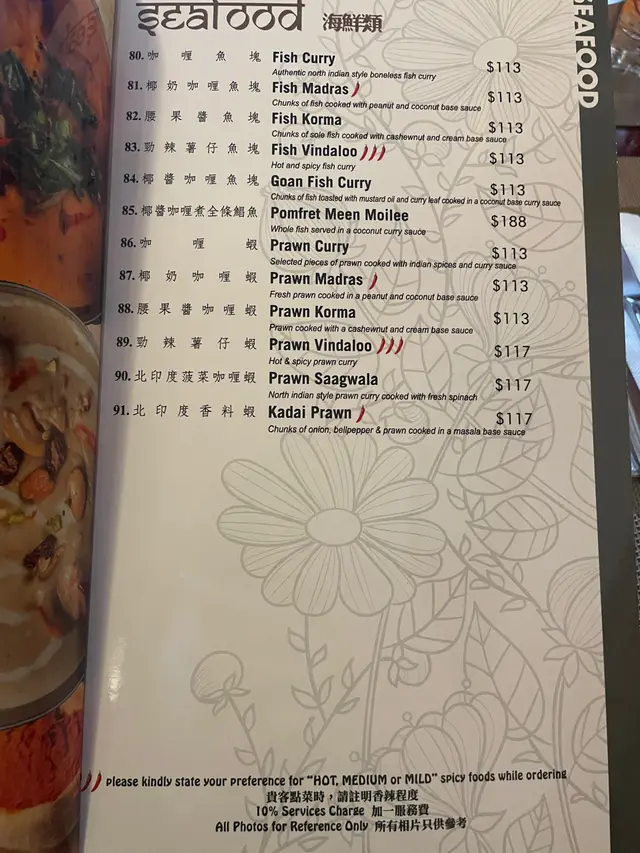 Seafood 海鮮類
SEAFOOD
80. 咖喱魚塊 Fish Curry $113
Authentic north indian style boneless fish curry
81. 椰奶咖喱魚塊 Fish Madras $113
Chunks of fish cooked with peanut and coconut base sauce
82. 腰果醬魚塊 Fish Korma $113
Chunks of sole fish cooked with cashewnut and cream base sauce
83. 勁辣薯仔魚塊 Fish Vindaloo $113
Hot and spicy fish curry
84. 椰醬咖喱魚塊 Goan Fish Curry $113
Chunks of fish toasted with mustard oil and curry leaf cooked in a coconut base curry sauce
85. 椰醬咖喱煮全條鯧魚 Pomfret Meen Moilee $188
Whole fish served in a coconut curry sauce
86. 咖喱蝦 Prawn Curry $113
Selected pieces of prawn cooked with indian spices and curry sauce
87. 椰奶咖喱蝦 Prawn Madras $113
Fresh prawn cooked in a peanut and coconut base sauce
88. 腰果醬咖喱蝦 Prawn Korma $113
Prawn cooked with a cashewnut and cream base sauce
89. 勁辣薯仔蝦 Prawn Vindaloo $117
Hot & spicy prawn curry
90. 北印度菠菜咖喱蝦 Prawn Saagwala $117
North indian style prawn curry cooked with fresh spinach
91. 北印度香料蝦 Kadai Prawn $117
Chunks of onion, bellpepper & prawn cooked in a masala base sauce
please kindly state your preference for "HOT, MEDIUM or MILD" spicy foods while ordering
貴客點菜時，請註明香辣程度
10% Services Charge 加一服務費
All Photos for Reference Only 所有相片只供參考